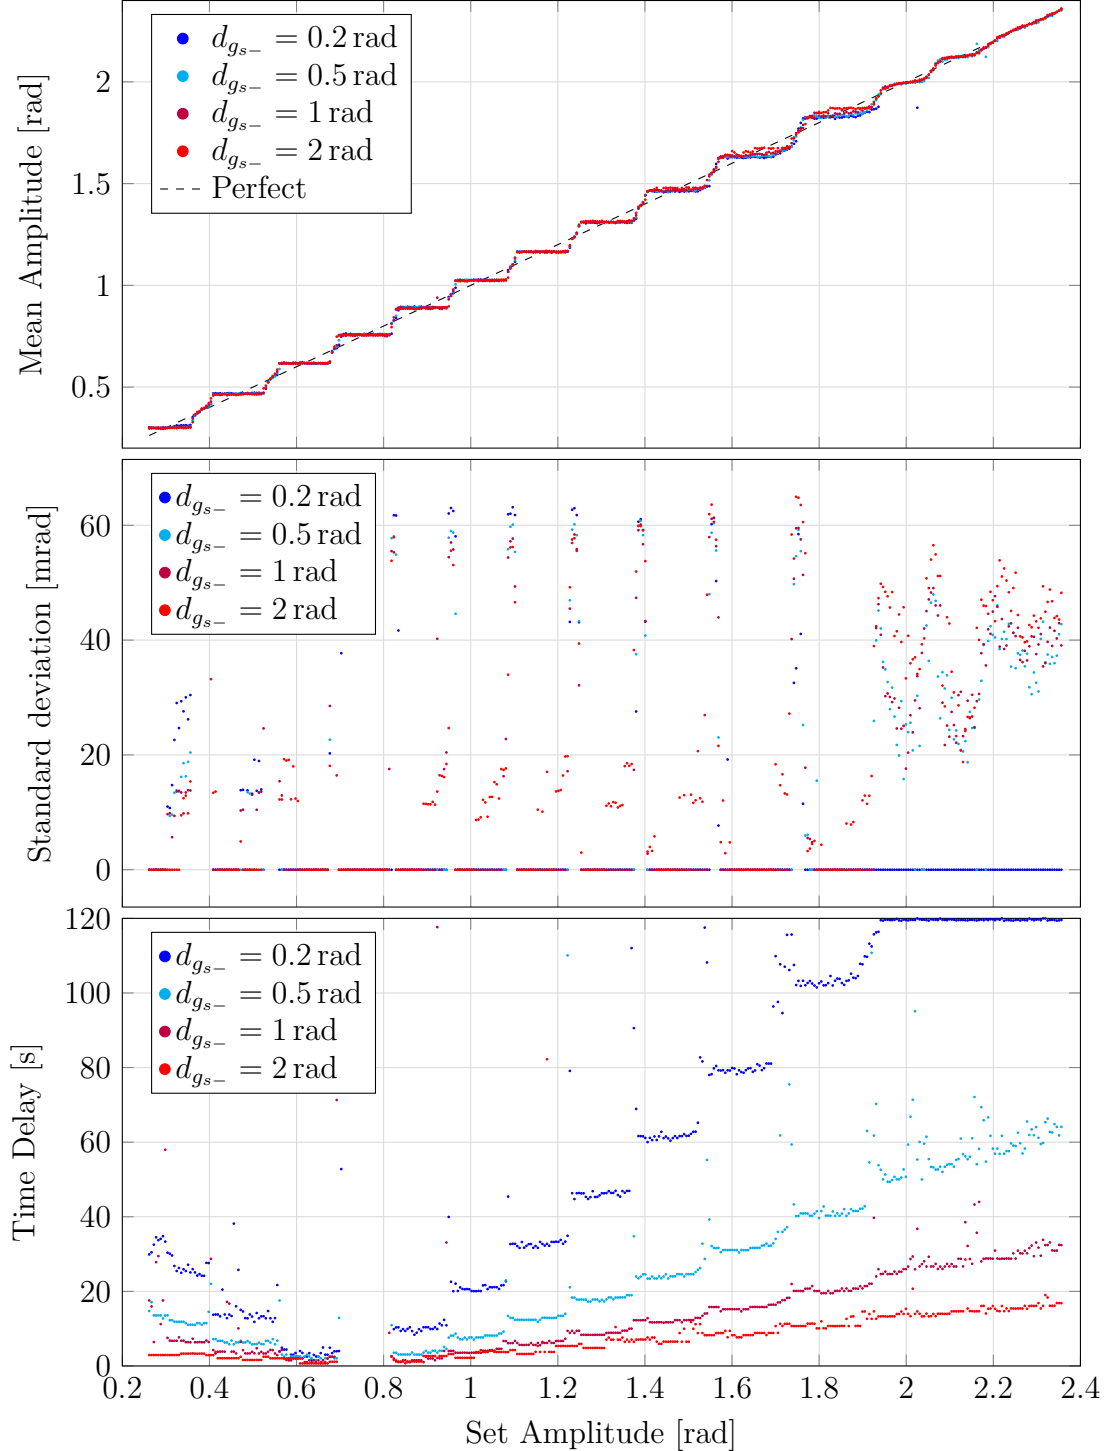 2
1.5
1
0.5
Mean Amplitude [rad]
d_{g_{s−}} = 0.2 rad
d_{g_{s−}} = 0.5 rad
d_{g_{s−}} = 1 rad
d_{g_{s−}} = 2 rad
Perfect
60
40
20
0
Standard deviation [mrad]
d_{g_{s−}} = 0.2 rad
d_{g_{s−}} = 0.5 rad
d_{g_{s−}} = 1 rad
d_{g_{s−}} = 2 rad
120
100
80
60
40
20
0
Time Delay [s]
d_{g_{s−}} = 0.2 rad
d_{g_{s−}} = 0.5 rad
d_{g_{s−}} = 1 rad
d_{g_{s−}} = 2 rad
0.2 0.4 0.6 0.8 1 1.2 1.4 1.6 1.8 2 2.2 2.4
Set Amplitude [rad]